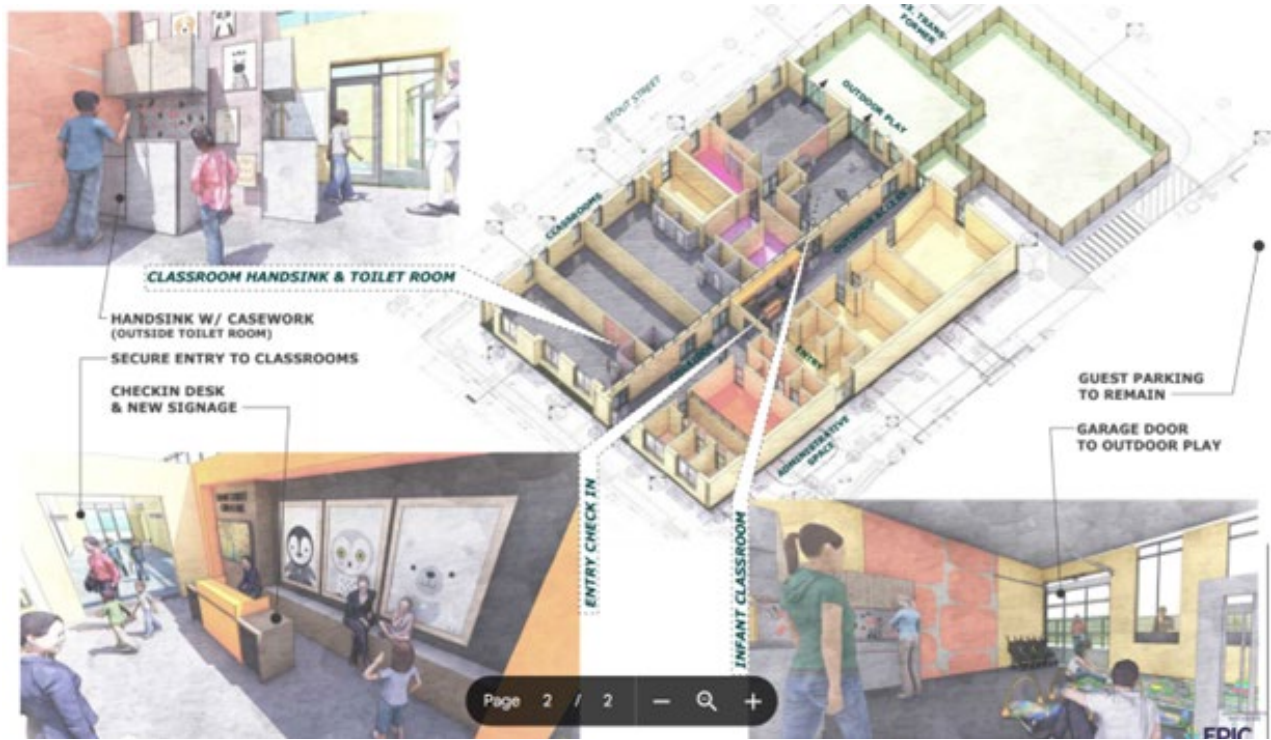 STOUT STREET
OUTDOOR PLAY
CLASSROOMS
CLASSROOM HANDSINK & TOILET ROOM
HANDSINK W/ CASEWORK
(OUTSIDE TOILET ROOM)
SECURE ENTRY TO CLASSROOMS
CHECKIN DESK
& NEW SIGNAGE
ENTRY
ADMINISTRATIVE
SPACE
GUEST PARKING
TO REMAIN
GARAGE DOOR
TO OUTDOOR PLAY
ENTRY CHECK IN
INFANT CLASSROOM
Page 2 / 2
EPIC